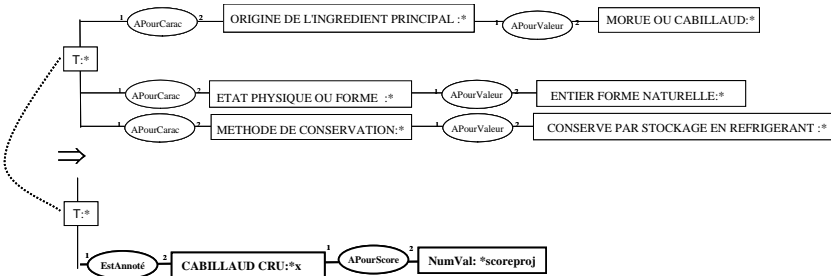 1 APourCarac 2 ORIGINE DE L'INGREDIENT PRINCIPAL :* 1 APourValeur 2 MORUE OU CABILLAUD:*
T:*
1 APourCarac 2 ETAT PHYSIQUE OU FORME :* 1 APourValeur 2 ENTIER FORME NATURELLE:*
1 APourCarac 2 METHODE DE CONSERVATION:* 1 APourValeur 2 CONSERVE PAR STOCKAGE EN REFRIGERANT :*
⇒
T:*
1 EstAnnoté 2 CABILLAUD CRU:*x 1 APourScore 2 NumVal: *scoreproj